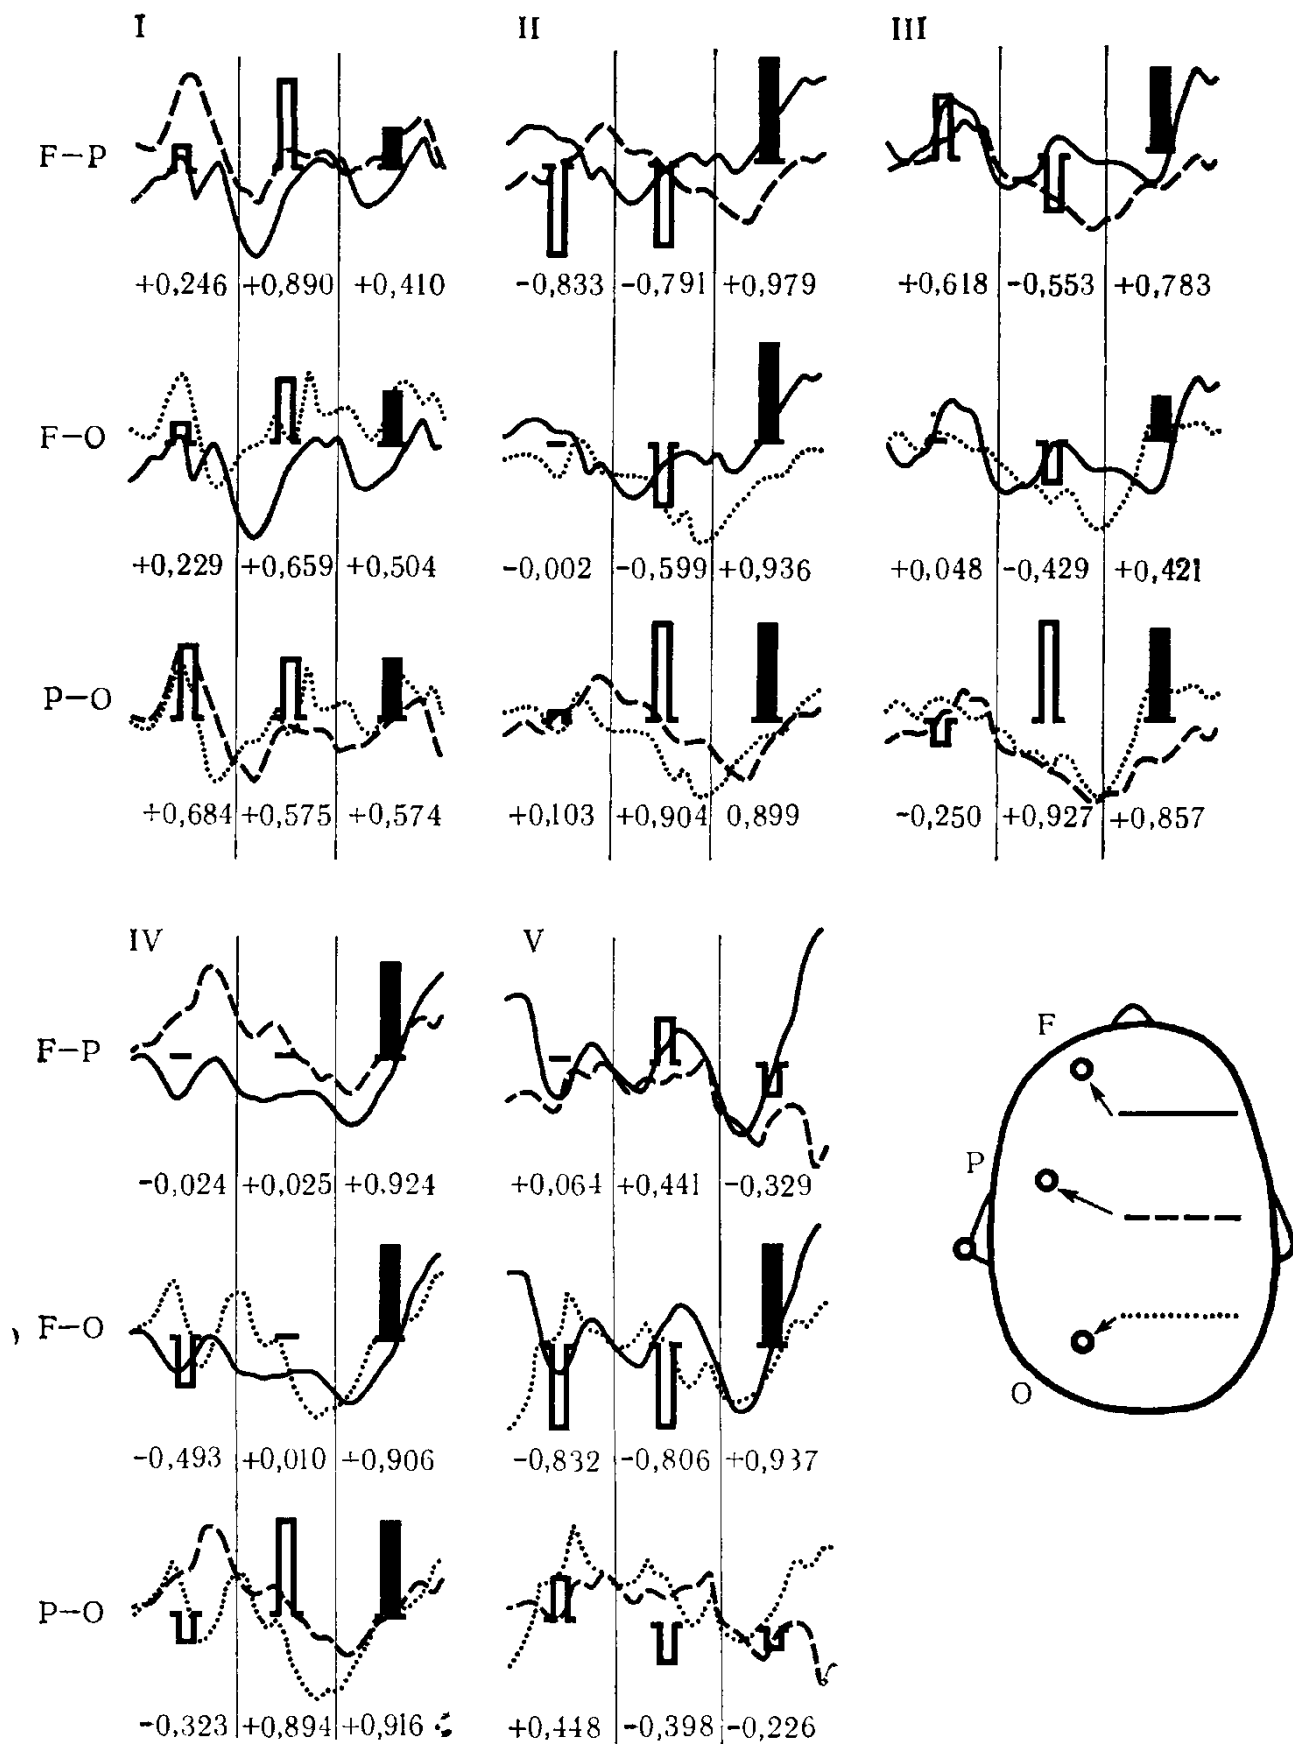 I II III
F–P
+0,246 +0,890 +0,410 -0,833 -0,791 +0,979 +0,618 -0,553 +0,783
F–O
+0,229 +0,659 +0,504 -0,002 -0,599 +0,936 +0,048 -0,429 +0,421
P–O
+0,684 +0,575 +0,574 +0,103 +0,904 0,899 -0,250 +0,927 +0,857
IV V
F–P
-0,024 +0,025 +0,924 +0,064 +0,441 -0,329
F–O
-0,493 +0,010 +0,906 -0,832 -0,806 +0,937
P–O
-0,323 +0,894 +0,916 +0,448 -0,398 -0,226
F
P
O